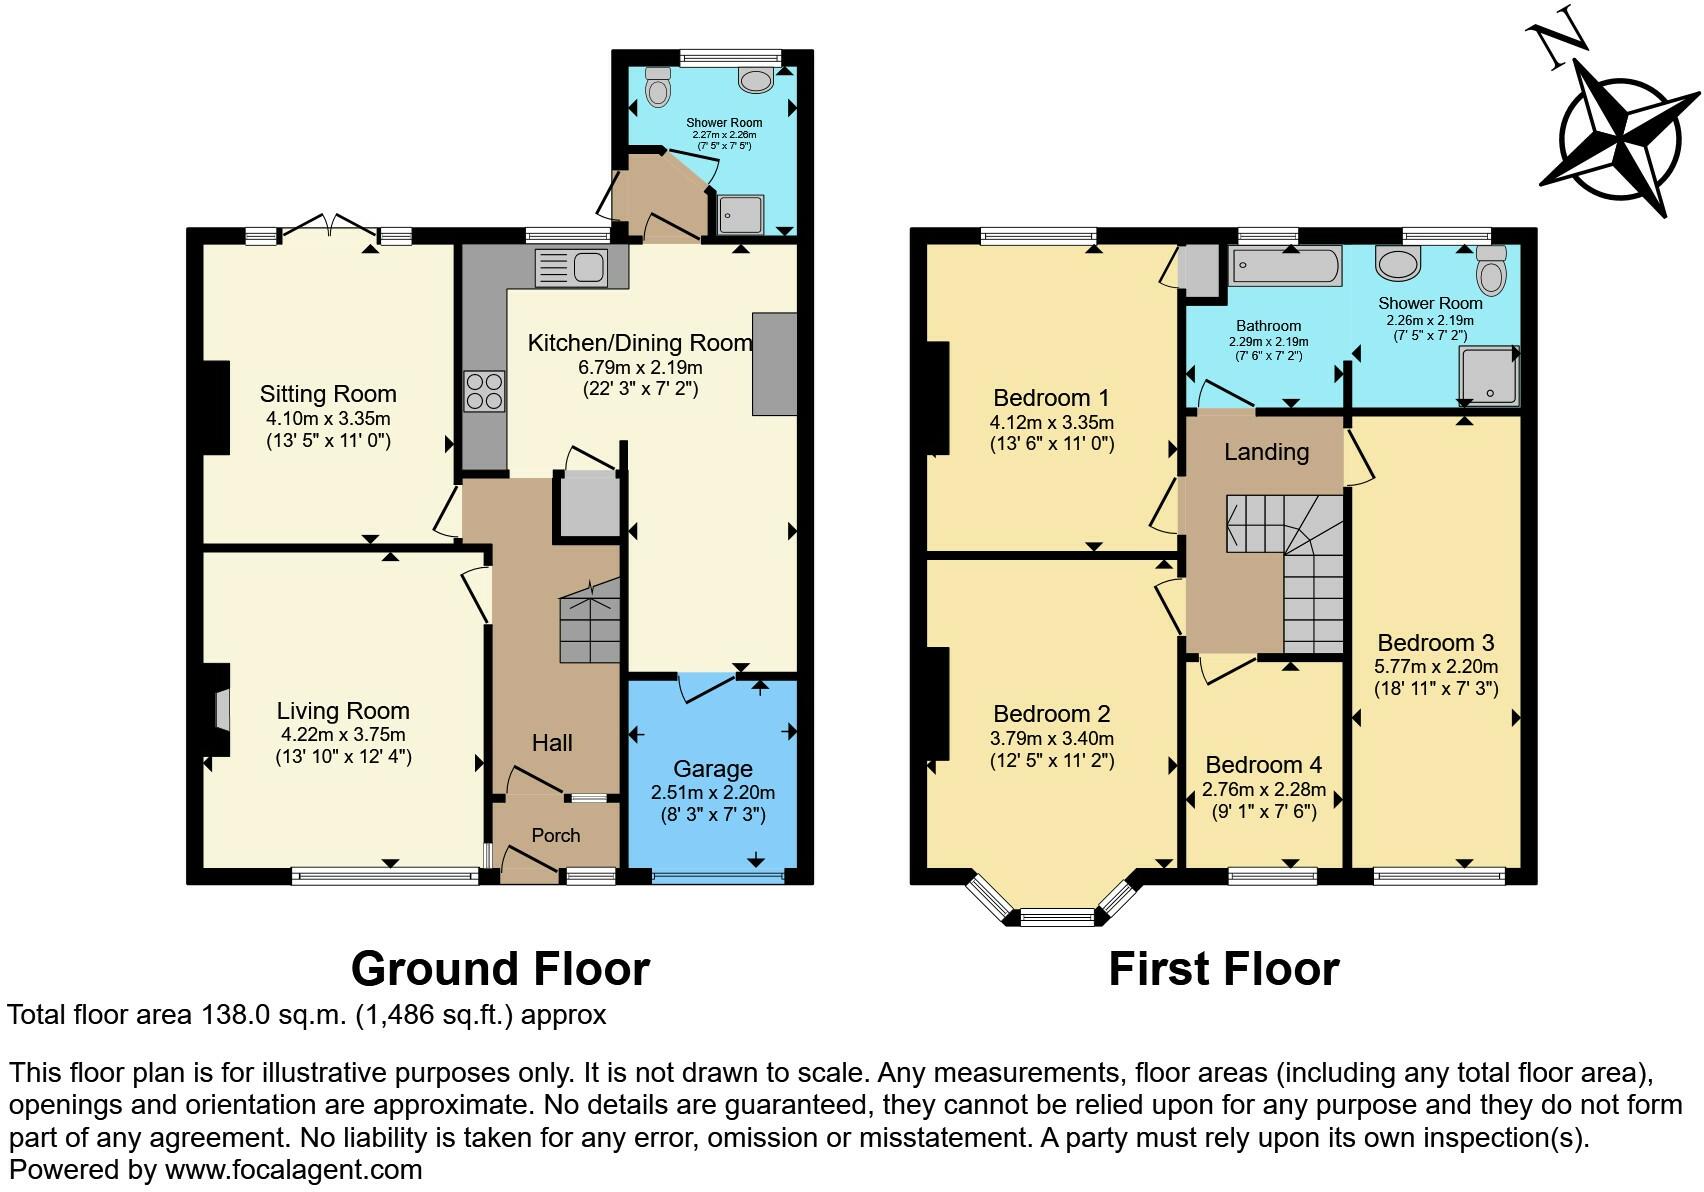 N
Shower Room
2.27m x 2.26m
(7' 5" x 7' 5")
Kitchen/Dining Room
6.79m x 2.19m
(22' 3" x 7' 2")
Sitting Room
4.10m x 3.35m
(13' 5" x 11' 0")
Living Room
4.22m x 3.75m
(13' 10" x 12' 4")
Hall
Porch
Garage
2.51m x 2.20m
(8' 3" x 7' 3")
Ground Floor
Bathroom
2.29m x 2.19m
(7' 6" x 7' 2")
Shower Room
2.26m x 2.19m
(7' 5" x 7' 2")
Bedroom 1
4.12m x 3.35m
(13' 6" x 11' 0")
Landing
Bedroom 3
5.77m x 2.20m
(18' 11" x 7' 3")
Bedroom 2
3.79m x 3.40m
(12' 5" x 11' 2")
Bedroom 4
2.76m x 2.28m
(9' 1" x 7' 6")
First Floor
Total floor area 138.0 sq.m. (1,486 sq.ft.) approx
This floor plan is for illustrative purposes only. It is not drawn to scale. Any measurements, floor areas (including any total floor area),
openings and orientation are approximate. No details are guaranteed, they cannot be relied upon for any purpose and they do not form
part of any agreement. No liability is taken for any error, omission or misstatement. A party must rely upon its own inspection(s).
Powered by www.focalagent.com